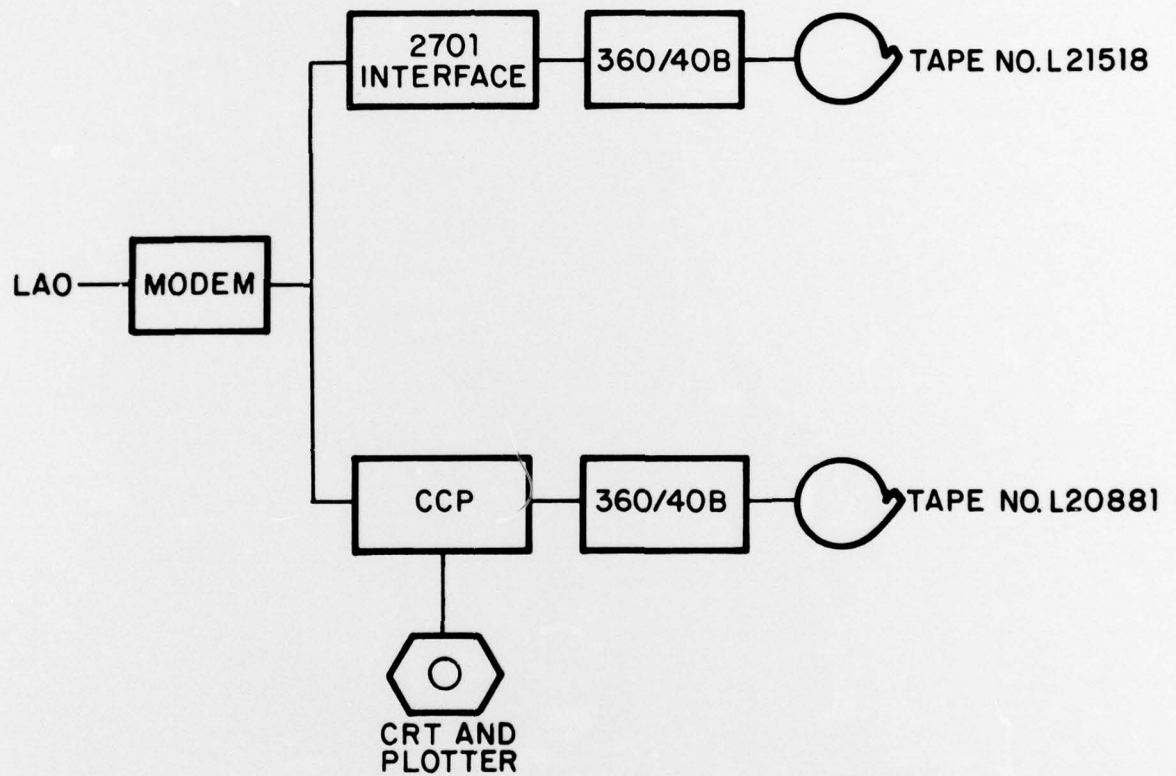 2701
INTERFACE
360/40B
TAPE NO. L21518
LAO
MODEM
CCP
360/40B
TAPE NO. L20881
CRT AND
PLOTTER